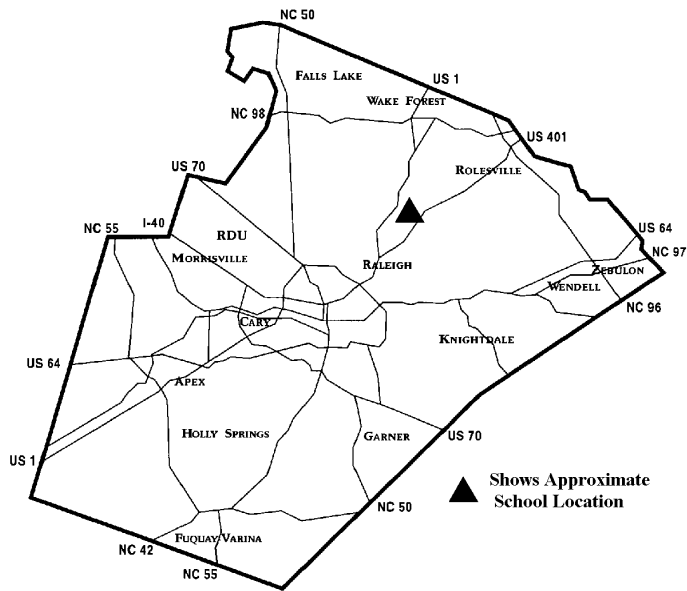 NC 50
FALLS LAKE
US 1
WAKE FOREST
NC 98
US 401
US 70
ROLESVILLE
NC 55
I-40
RDU
US 64
MORRISVILLE
NC 97
RALEIGH
ZEBULON
WENDELL
NC 96
CARY
KNIGHTDALE
US 64
APEX
HOLLY SPRINGS
GARNER
US 70
US 1
Shows Approximate
School Location
NC 50
FUQUAY VARINA
NC 42
NC 55